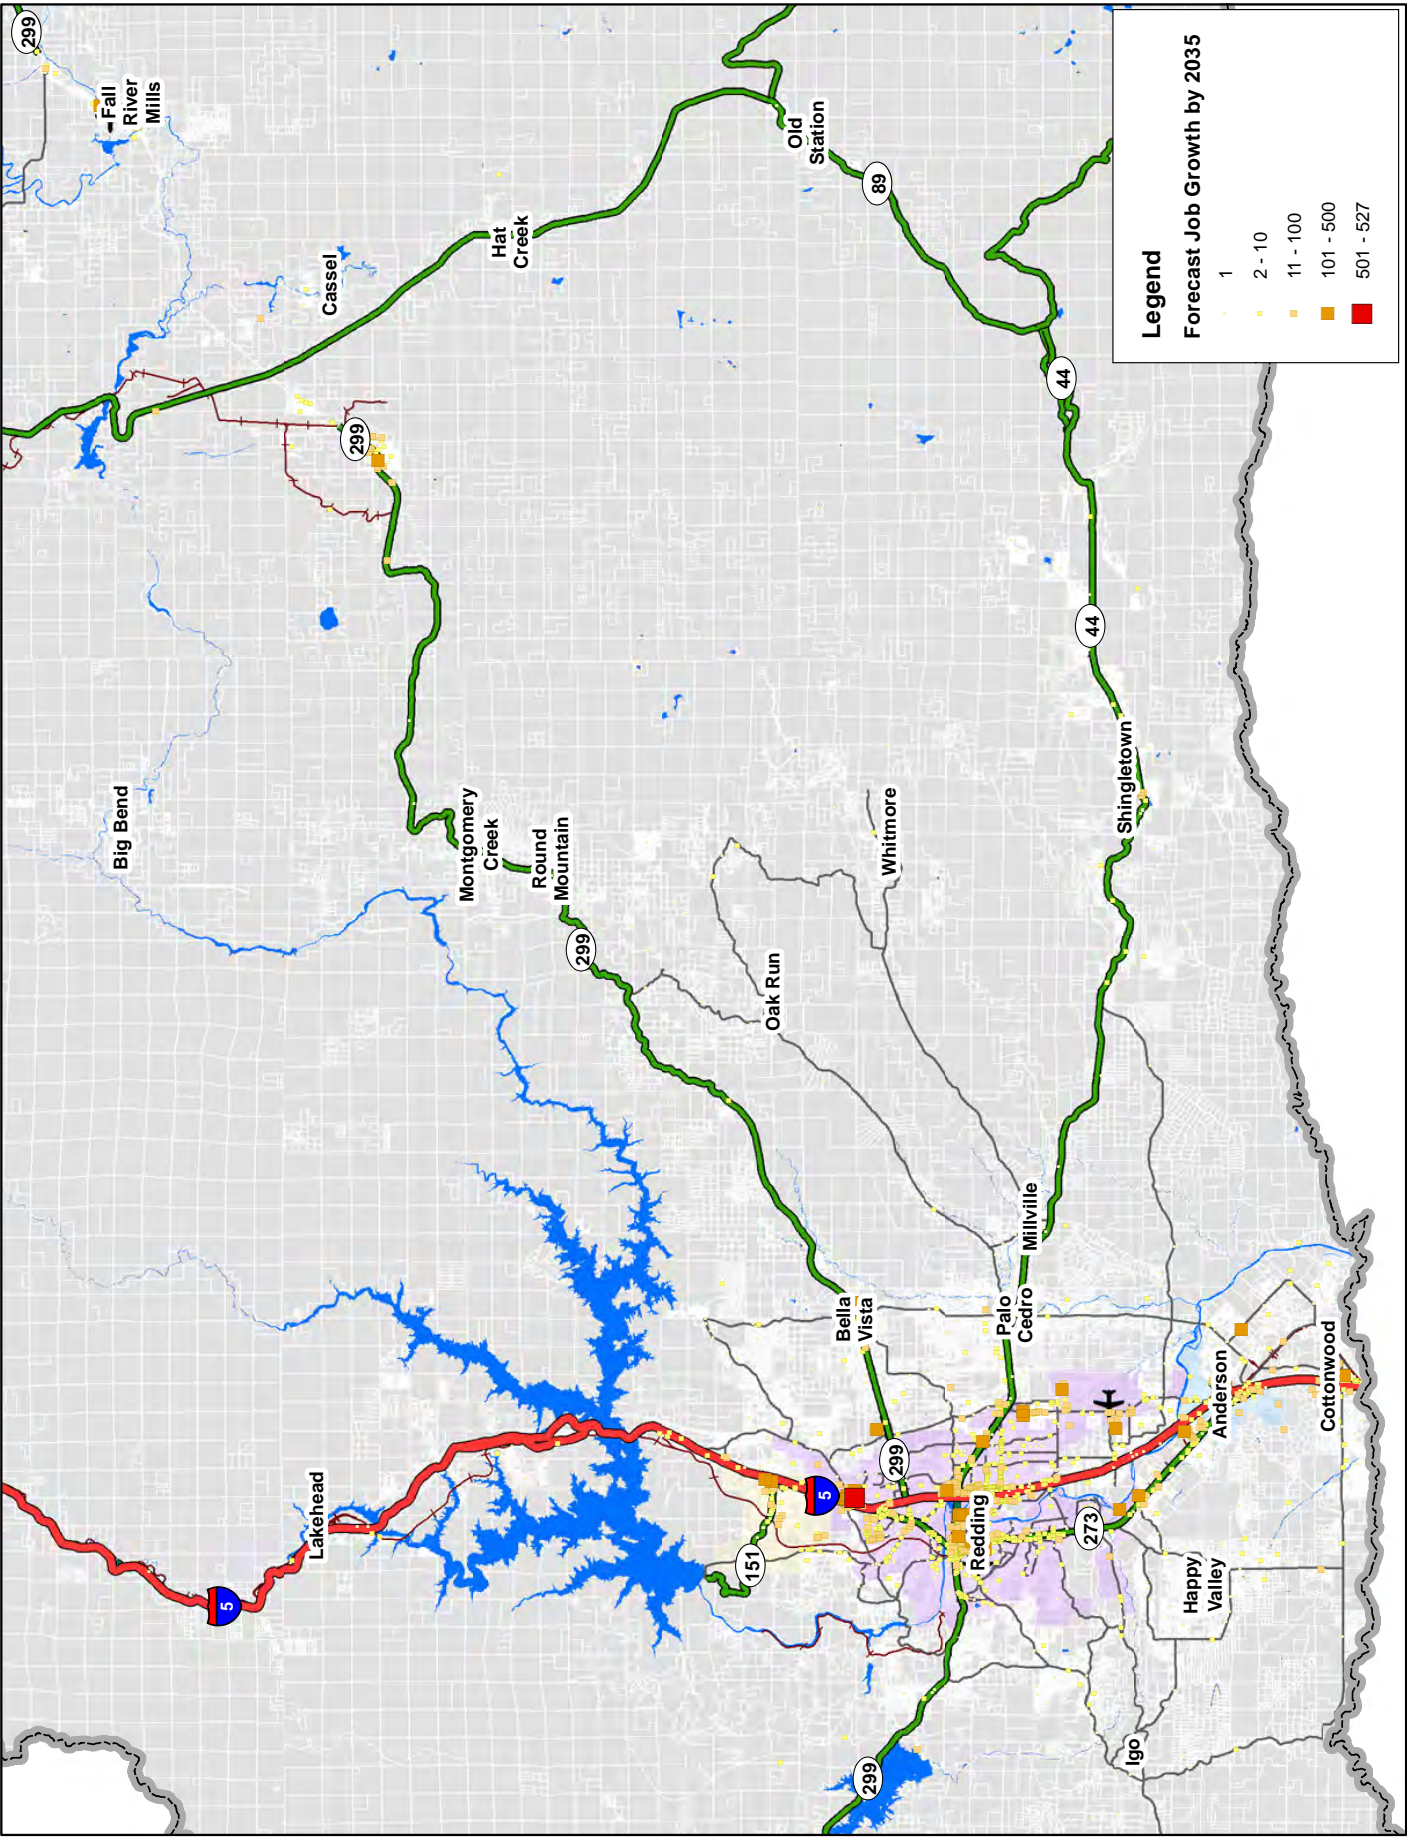 299
Fall
River
Mills
Big Bend
5
Lakehead
Cassel
299
Montgomery
Creek
Hat
Creek
Round
Mountain
299
151
Oak Run
Old
Station
5
Bella
Vista
299
89
Whitmore
299
Redding
Palo
Cedro
Millville
44
273
44
Shingletown
Igo
Happy
Valley
Anderson
Cottonwood
Legend
Forecast Job Growth by 2035
1
2 - 10
11 - 100
101 - 500
501 - 527